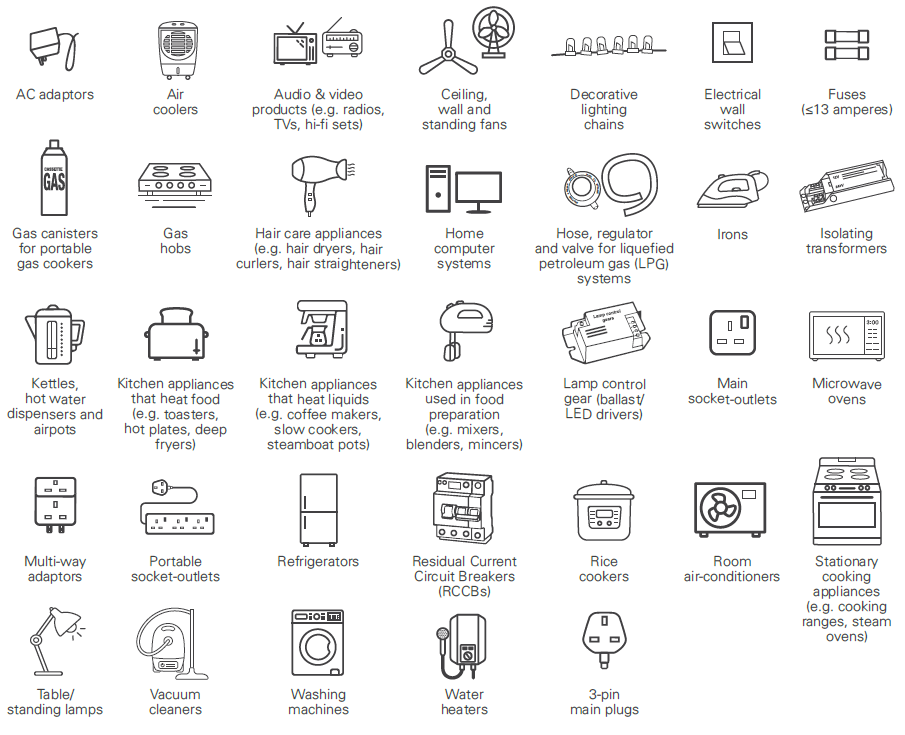 AC adaptors
Air
coolers
Audio & video
products (e.g. radios,
TVs, hi-fi sets)
Ceiling,
wall and
standing fans
Decorative
lighting
chains
Electrical
wall
switches
Fuses
(≤13 amperes)
CASSETTE
GAS
Gas canisters
for portable
gas cookers
Gas
hobs
Hair care appliances
(e.g. hair dryers, hair
curlers, hair straighteners)
Home
computer
systems
Hose, regulator
and valve for liquefied
petroleum gas (LPG)
systems
Irons
12V
Isolating
transformers
Kettles,
hot water
dispensers and
airpots
Kitchen appliances
that heat food
(e.g. toasters,
hot plates, deep
fryers)
Kitchen appliances
that heat liquids
(e.g. coffee makers,
slow cookers,
steamboat pots)
Kitchen appliances
used in food
preparation
(e.g. mixers,
blenders, mincers)
Lamp control
gears
Lamp control
gear (ballast/
LED drivers)
Main
socket-outlets
3:00
Microwave
ovens
Multi-way
adaptors
Portable
socket-outlets
Refrigerators
Residual Current
Circuit Breakers
(RCCBs)
Rice
cookers
Room
air-conditioners
Stationary
cooking
appliances
(e.g. cooking
ranges, steam
ovens)
Table/
standing lamps
Vacuum
cleaners
Washing
machines
Water
heaters
3-pin
main plugs